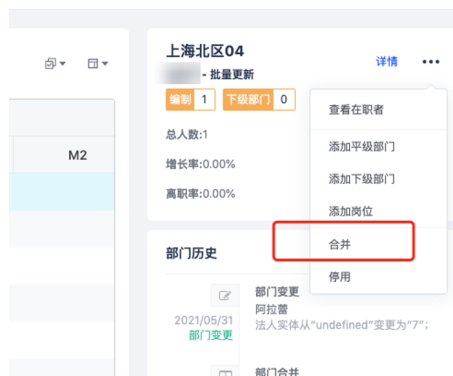 M2
上海北区04
详情
- 批量更新
编制 1 下级部门 0
总人数:1
增长率:0.00%
离职率:0.00%
查看在职者
添加平级部门
添加下级部门
添加岗位
合并
停用
部门历史
2021/05/31
部门变更
部门变更
阿拉蕾
法人实体从“undefined”变更为“7”;
部门合并